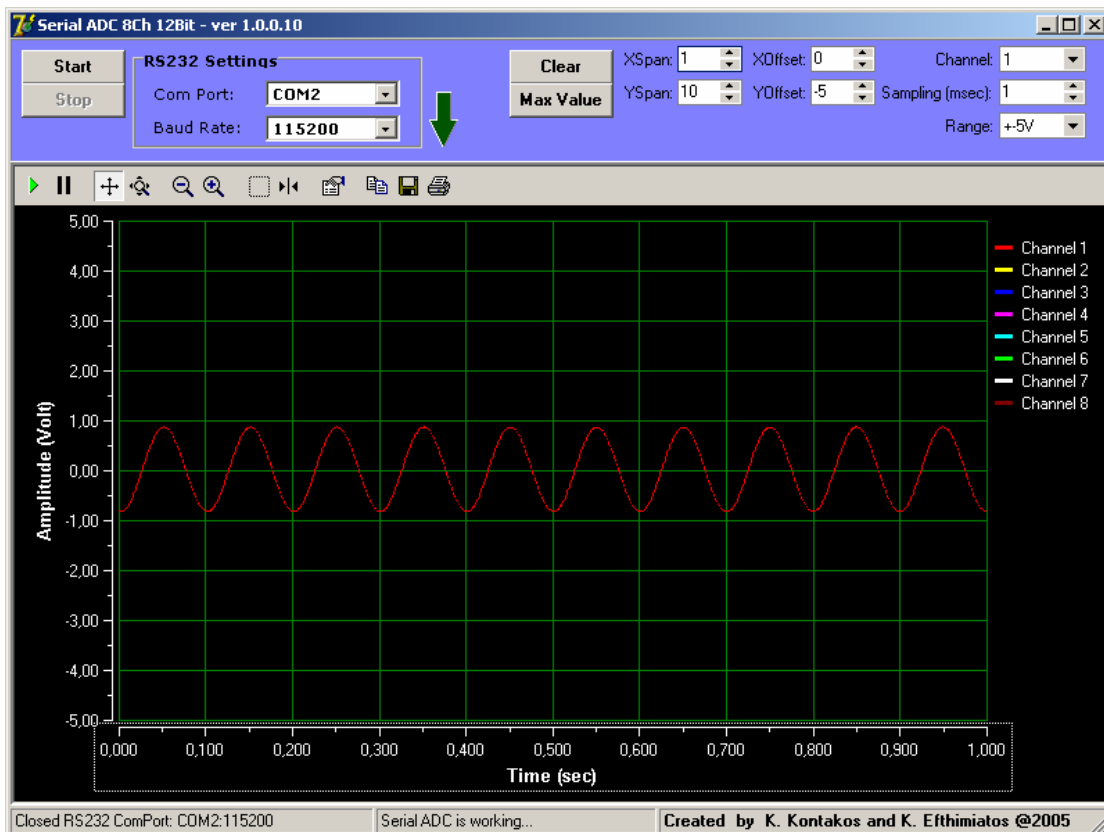 Serial ADC 8Ch 12Bit - ver 1.0.0.10
Start
Stop
RS232 Settings
Com Port: COM2
Baud Rate: 115200
Clear
Max Value
XSpan: 1 XOffset: 0 Channel: 1
YSpan: 10 YOffset: -5 Sampling (msec): 1
Range: +-5V
5,00
4,00
3,00
2,00
1,00
0,00
-1,00
-2,00
-3,00
-4,00
-5,00
Amplitude (Volt)
Channel 1
Channel 2
Channel 3
Channel 4
Channel 5
Channel 6
Channel 7
Channel 8
0,000 0,100 0,200 0,300 0,400 0,500 0,600 0,700 0,800 0,900 1,000
Time (sec)
Closed RS232 ComPort: COM2:115200 Serial ADC is working... Created by K. Kontakos and K. Efthimiatos @2005